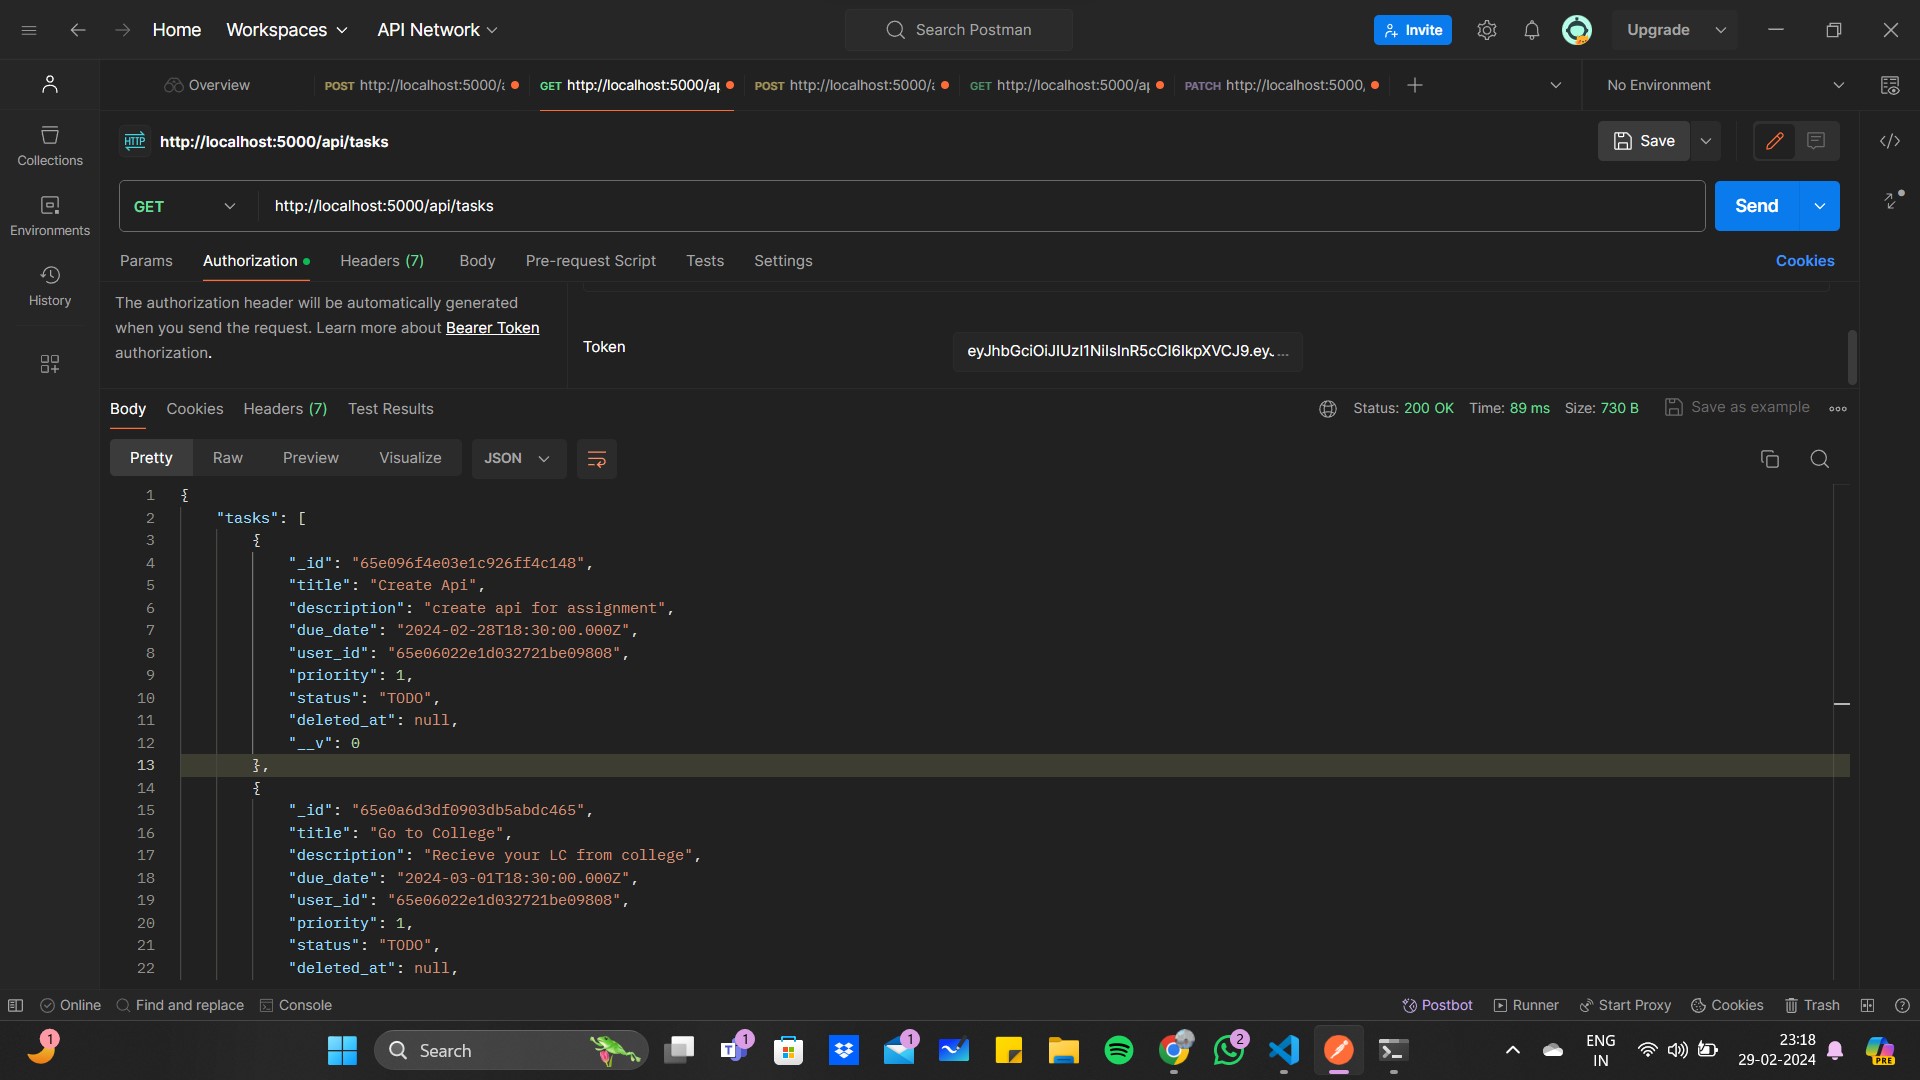 Home Workspaces API Network Search Postman Invite Upgrade
Overview POST http://localhost:5000/a GET http://localhost:5000/ap POST http://localhost:5000/a GET http://localhost:5000/ap PATCH http://localhost:5000, No Environment
HTTP http://localhost:5000/api/tasks Save
Collections
GET http://localhost:5000/api/tasks Send
Environments
Params Authorization Headers (7) Body Pre-request Script Tests Settings Cookies
History
The authorization header will be automatically generated
when you send the request. Learn more about Bearer Token
authorization.
Token eyJhbGciOiJIUzI1NiIsInR5cCI6IkpXVCJ9.eyJ...
Body Cookies Headers (7) Test Results Status: 200 OK Time: 89 ms Size: 730 B Save as example
Pretty Raw Preview Visualize JSON
1 {
2 "tasks": [
3 {
4 "_id": "65e096f4e03e1c926ff4c148",
5 "title": "Create Api",
6 "description": "create api for assignment",
7 "due_date": "2024-02-28T18:30:00.000Z",
8 "user_id": "65e06022e1d032721be09808",
9 "priority": 1,
10 "status": "TODO",
11 "deleted_at": null,
12 "__v": 0
13 },
14 {
15 "_id": "65e0a6d3df0903db5abdc465",
16 "title": "Go to College",
17 "description": "Recieve your LC from college",
18 "due_date": "2024-03-01T18:30:00.000Z",
19 "user_id": "65e06022e1d032721be09808",
20 "priority": 1,
21 "status": "TODO",
22 "deleted_at": null,
Online Find and replace Console Postbot Runner Start Proxy Cookies Trash
1 Search 1 1 2 ENG 23:18
IN 29-02-2024 PRE